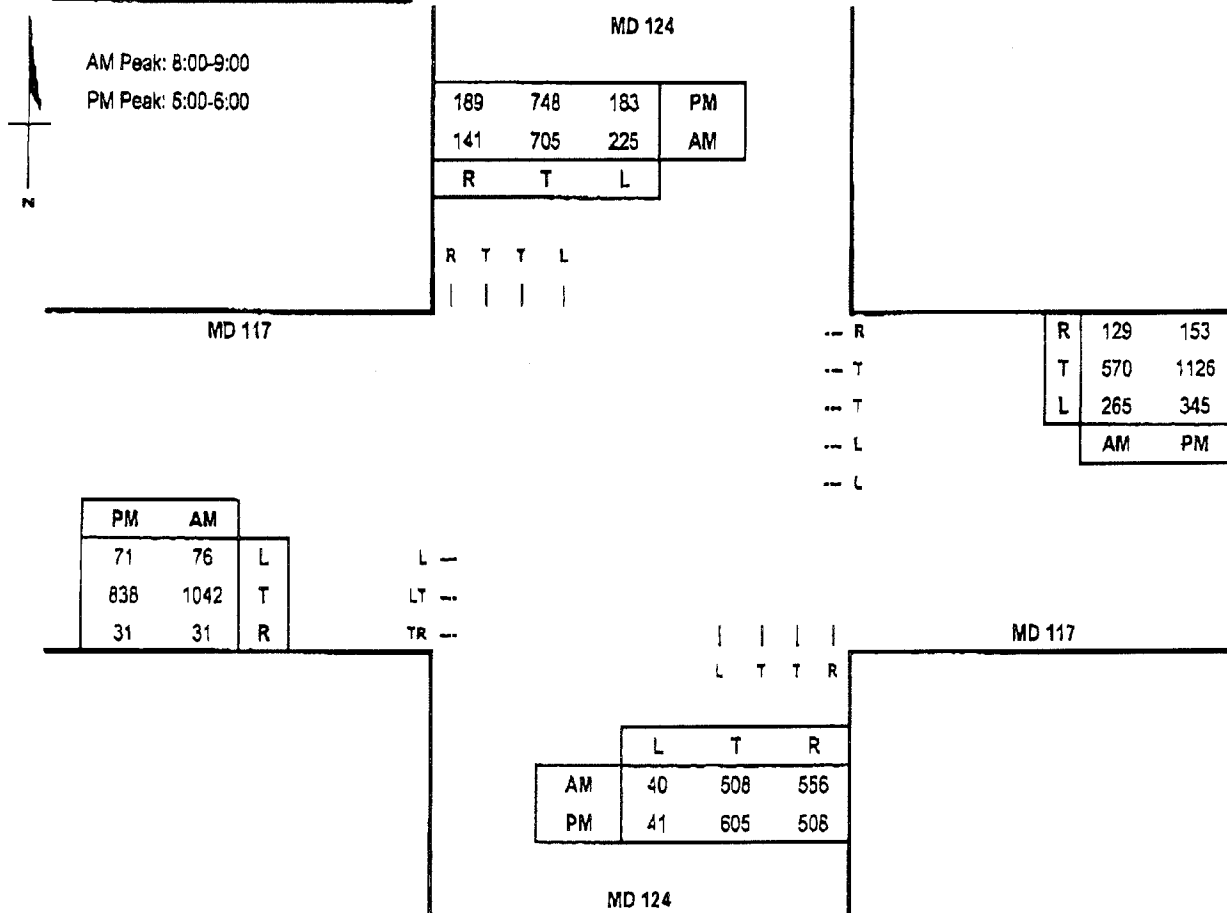 MD 124
AM Peak: 8:00-9:00
PM Peak: 5:00-6:00
189 748 183 PM
141 705 225 AM
R T L
N
R T T L
MD 117
R
T
T
L
L
R 129 153
T 570 1126
L 265 345
AM PM
PM AM
71 76 L
838 1042 T
31 31 R
L
LT
TR
MD 117
L T T R
L T R
AM 40 508 556
PM 41 605 508
MD 124